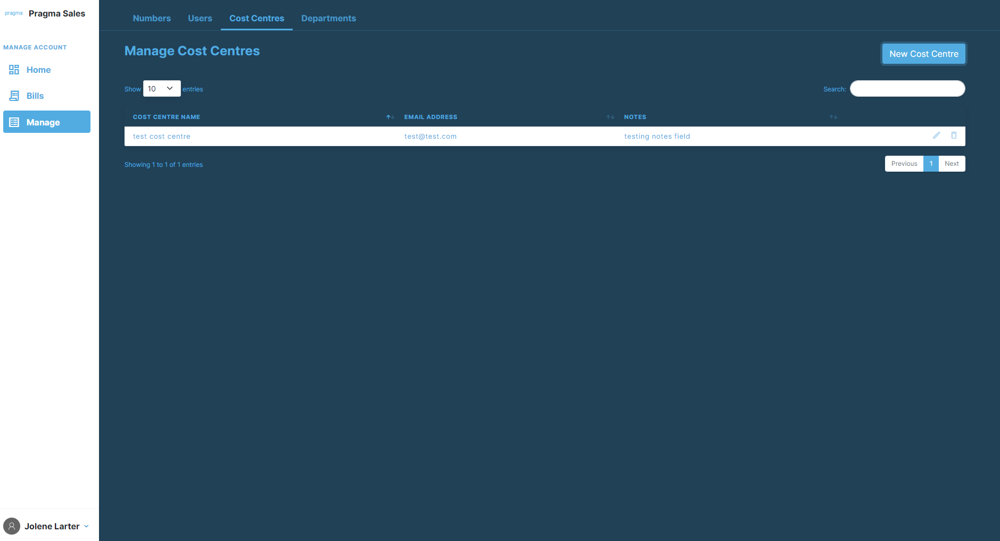 pragma Pragma Sales
MANAGE ACCOUNT
Home
Bills
Manage
Jolene Larter
Numbers Users Cost Centres Departments
Manage Cost Centres
New Cost Centre
Show 10 entries
Search:
COST CENTRE NAME EMAIL ADDRESS NOTES
test cost centre test@test.com testing notes field
Showing 1 to 1 of 1 entries
Previous 1 Next